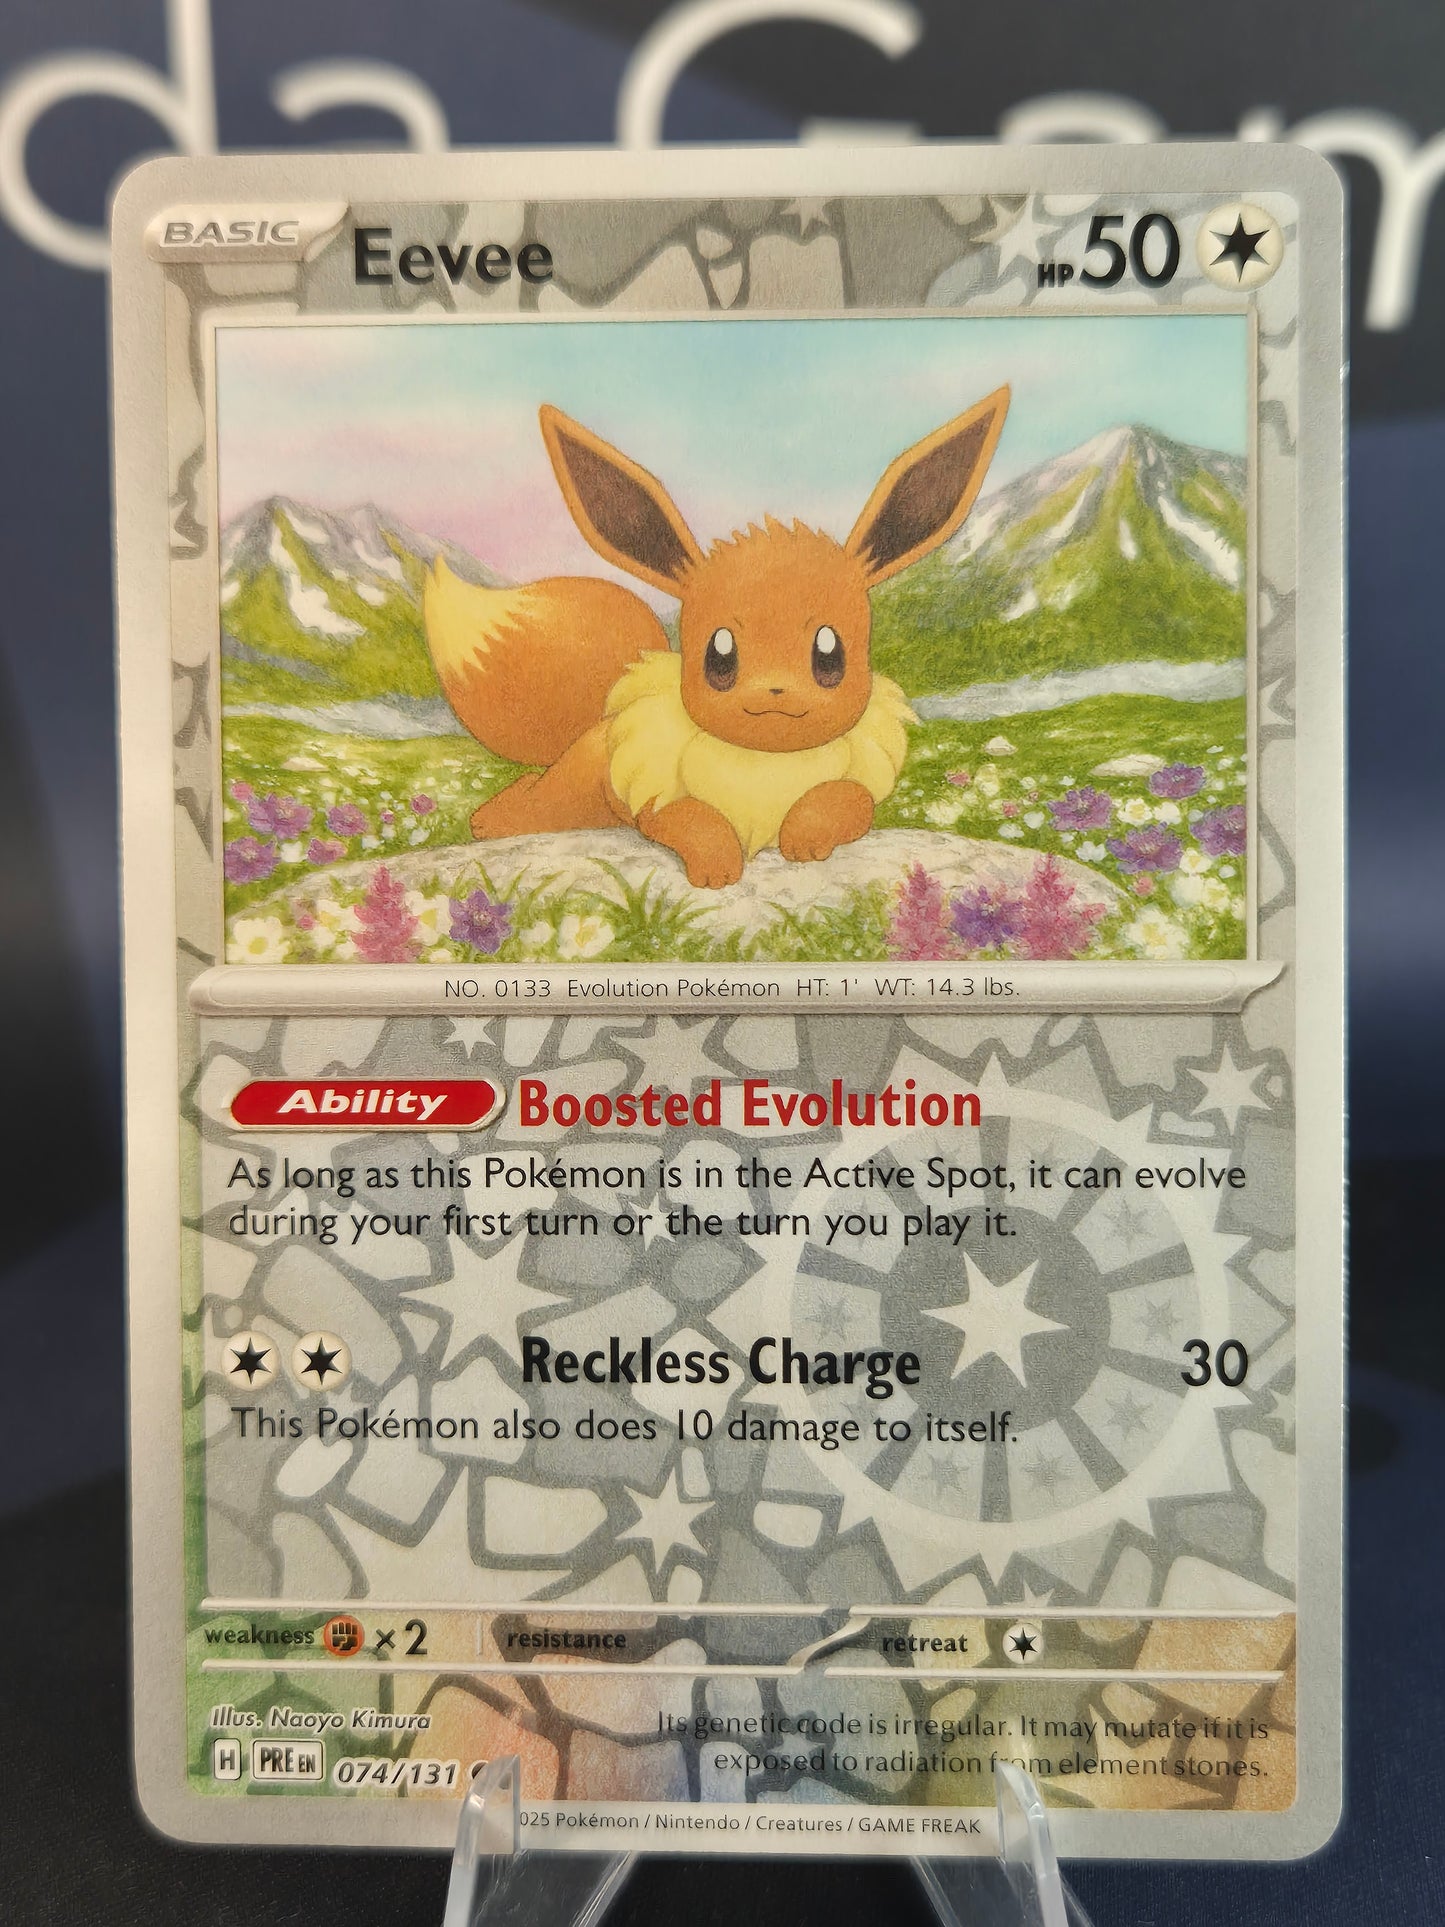 da Gam
BASIC
Eevee
HP 50
NO. 0133 Evolution Pokémon HT: 1' WT: 14.3 lbs.
Ability Boosted Evolution
As long as this Pokémon is in the Active Spot, it can evolve
during your first turn or the turn you play it.
Reckless Charge 30
This Pokémon also does 10 damage to itself.
weakness ×2 resistance retreat
Illus. Naoyo Kimura
H PRE EN 074/131
Its genetic code is irregular. It may mutate if it is
exposed to radiation from element stones.
025 Pokémon / Nintendo / Creatures / GAME FREAK